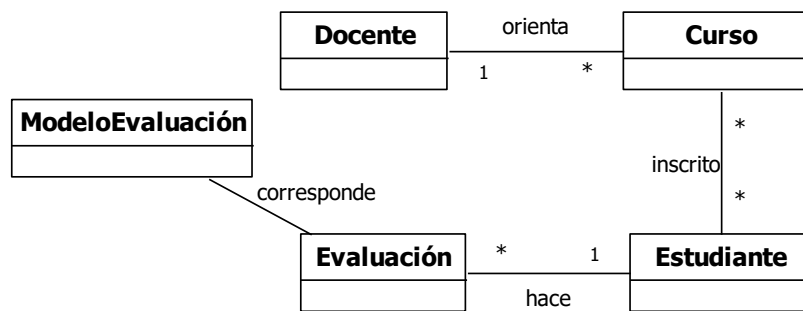 orienta
Docente
Curso
1
*
ModeloEvaluación
*
inscrito
*
corresponde
Evaluación
*
1
Estudiante
hace